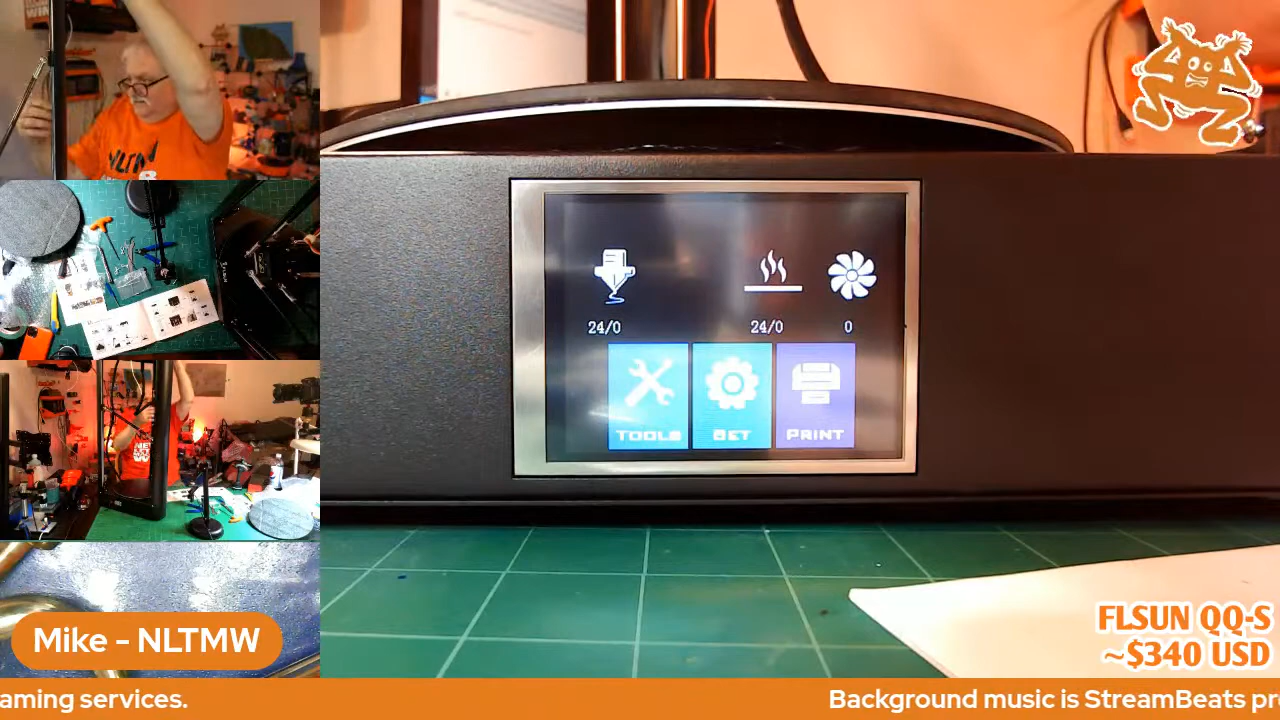 24/0
24/0
0
TOOLS
SET
PRINT
Mike - NLTMW
FLSUN QQ-S
~$340 USD
aming services.
Background music is StreamBeats pr